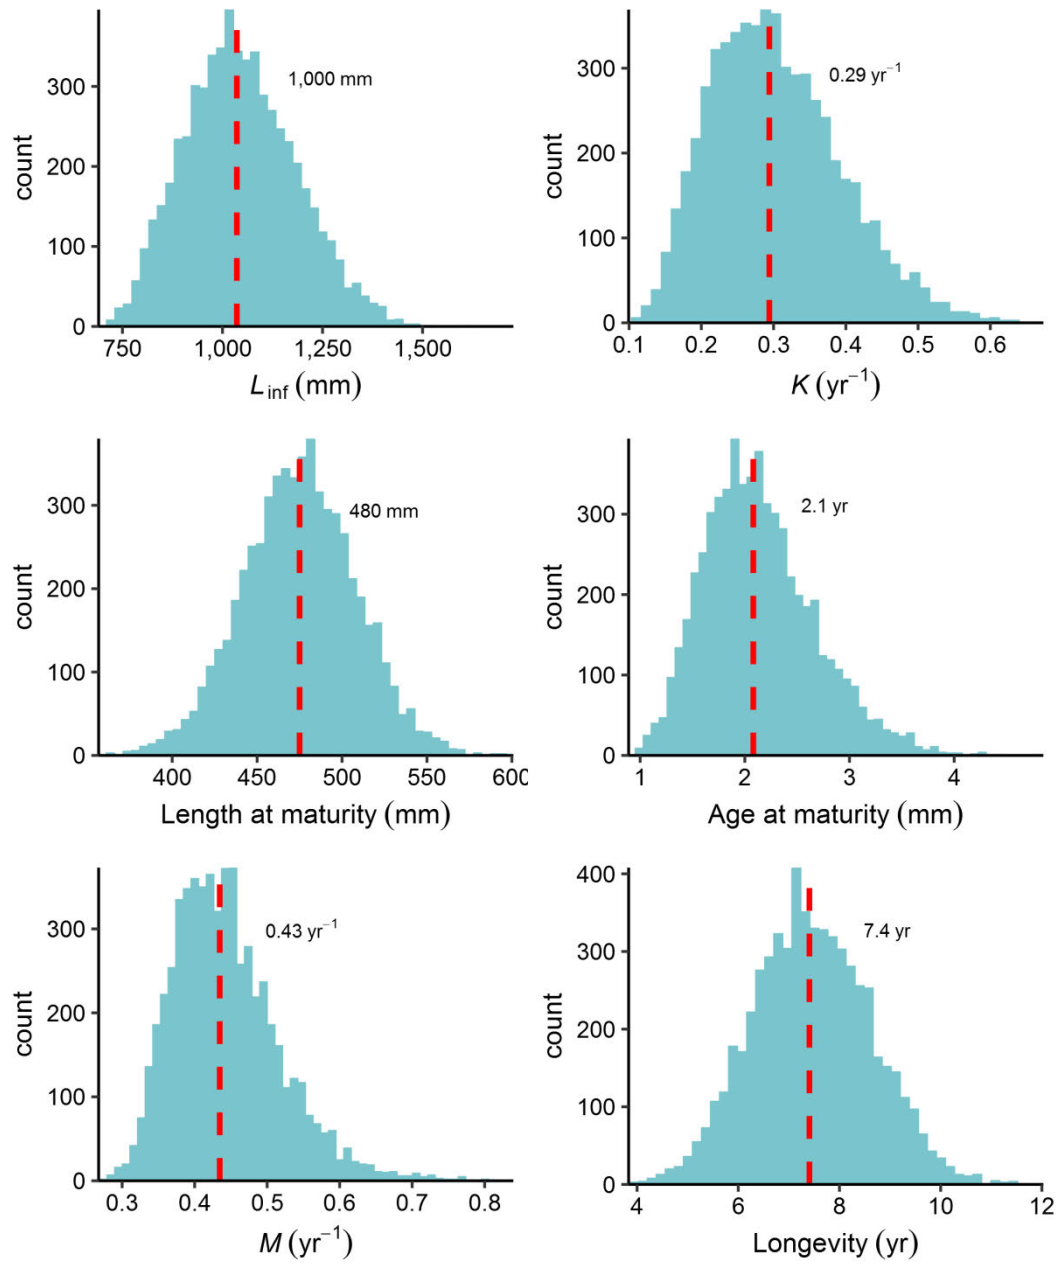 300
200
100
0
count
1,000 mm
750 1,000 1,250 1,500
L inf (mm)
300
200
100
0
count
0.29 yr⁻¹
0.1 0.2 0.3 0.4 0.5 0.6
K (yr⁻¹)
300
200
100
0
count
480 mm
400 450 500 550 600
Length at maturity (mm)
300
200
100
0
count
2.1 yr
1 2 3 4
Age at maturity (mm)
300
200
100
0
count
0.43 yr⁻¹
0.3 0.4 0.5 0.6 0.7 0.8
M (yr⁻¹)
400
300
200
100
0
count
7.4 yr
4 6 8 10 12
Longevity (yr)